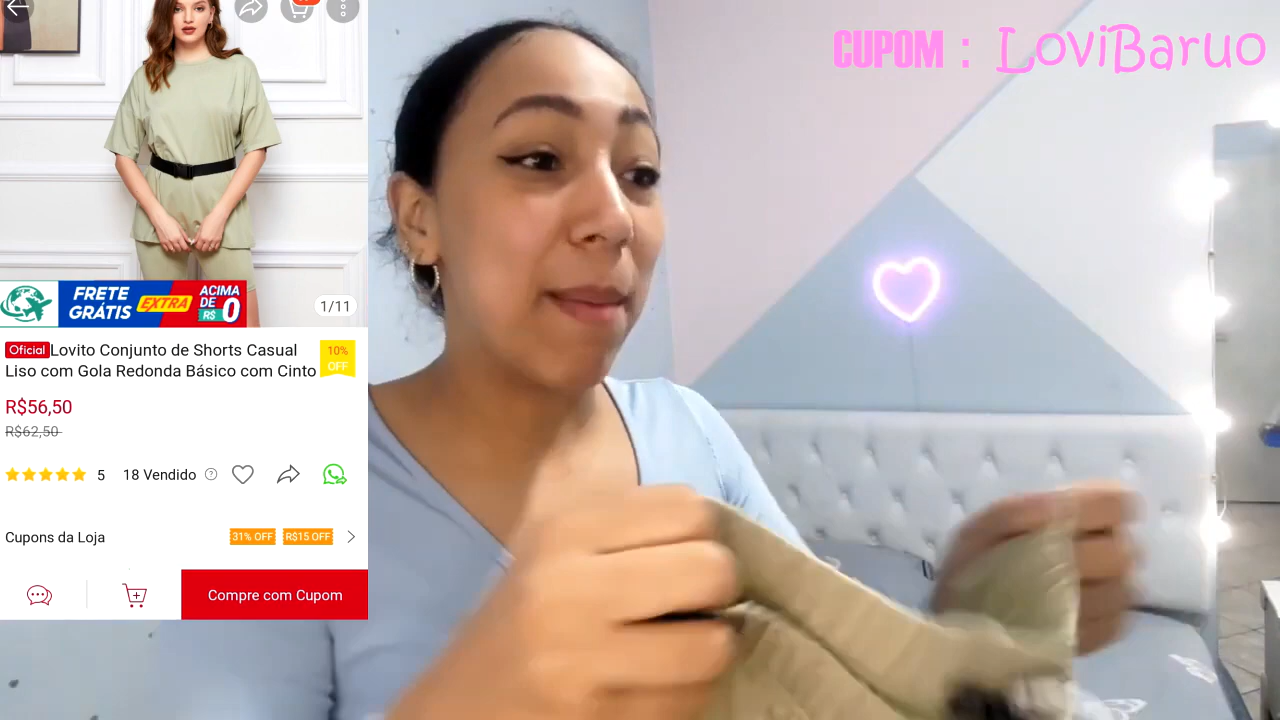 CUPOM : LoviBaruo
FRETE GRÁTIS EXTRA ACIMA DE R$ 0
1/11
Oficial Lovito Conjunto de Shorts Casual
Liso com Gola Redonda Básico com Cinto
10% OFF
R$56,50
R$62,50
5 18 Vendido ?
Cupons da Loja 31% OFF R$15 OFF
Compre com Cupom